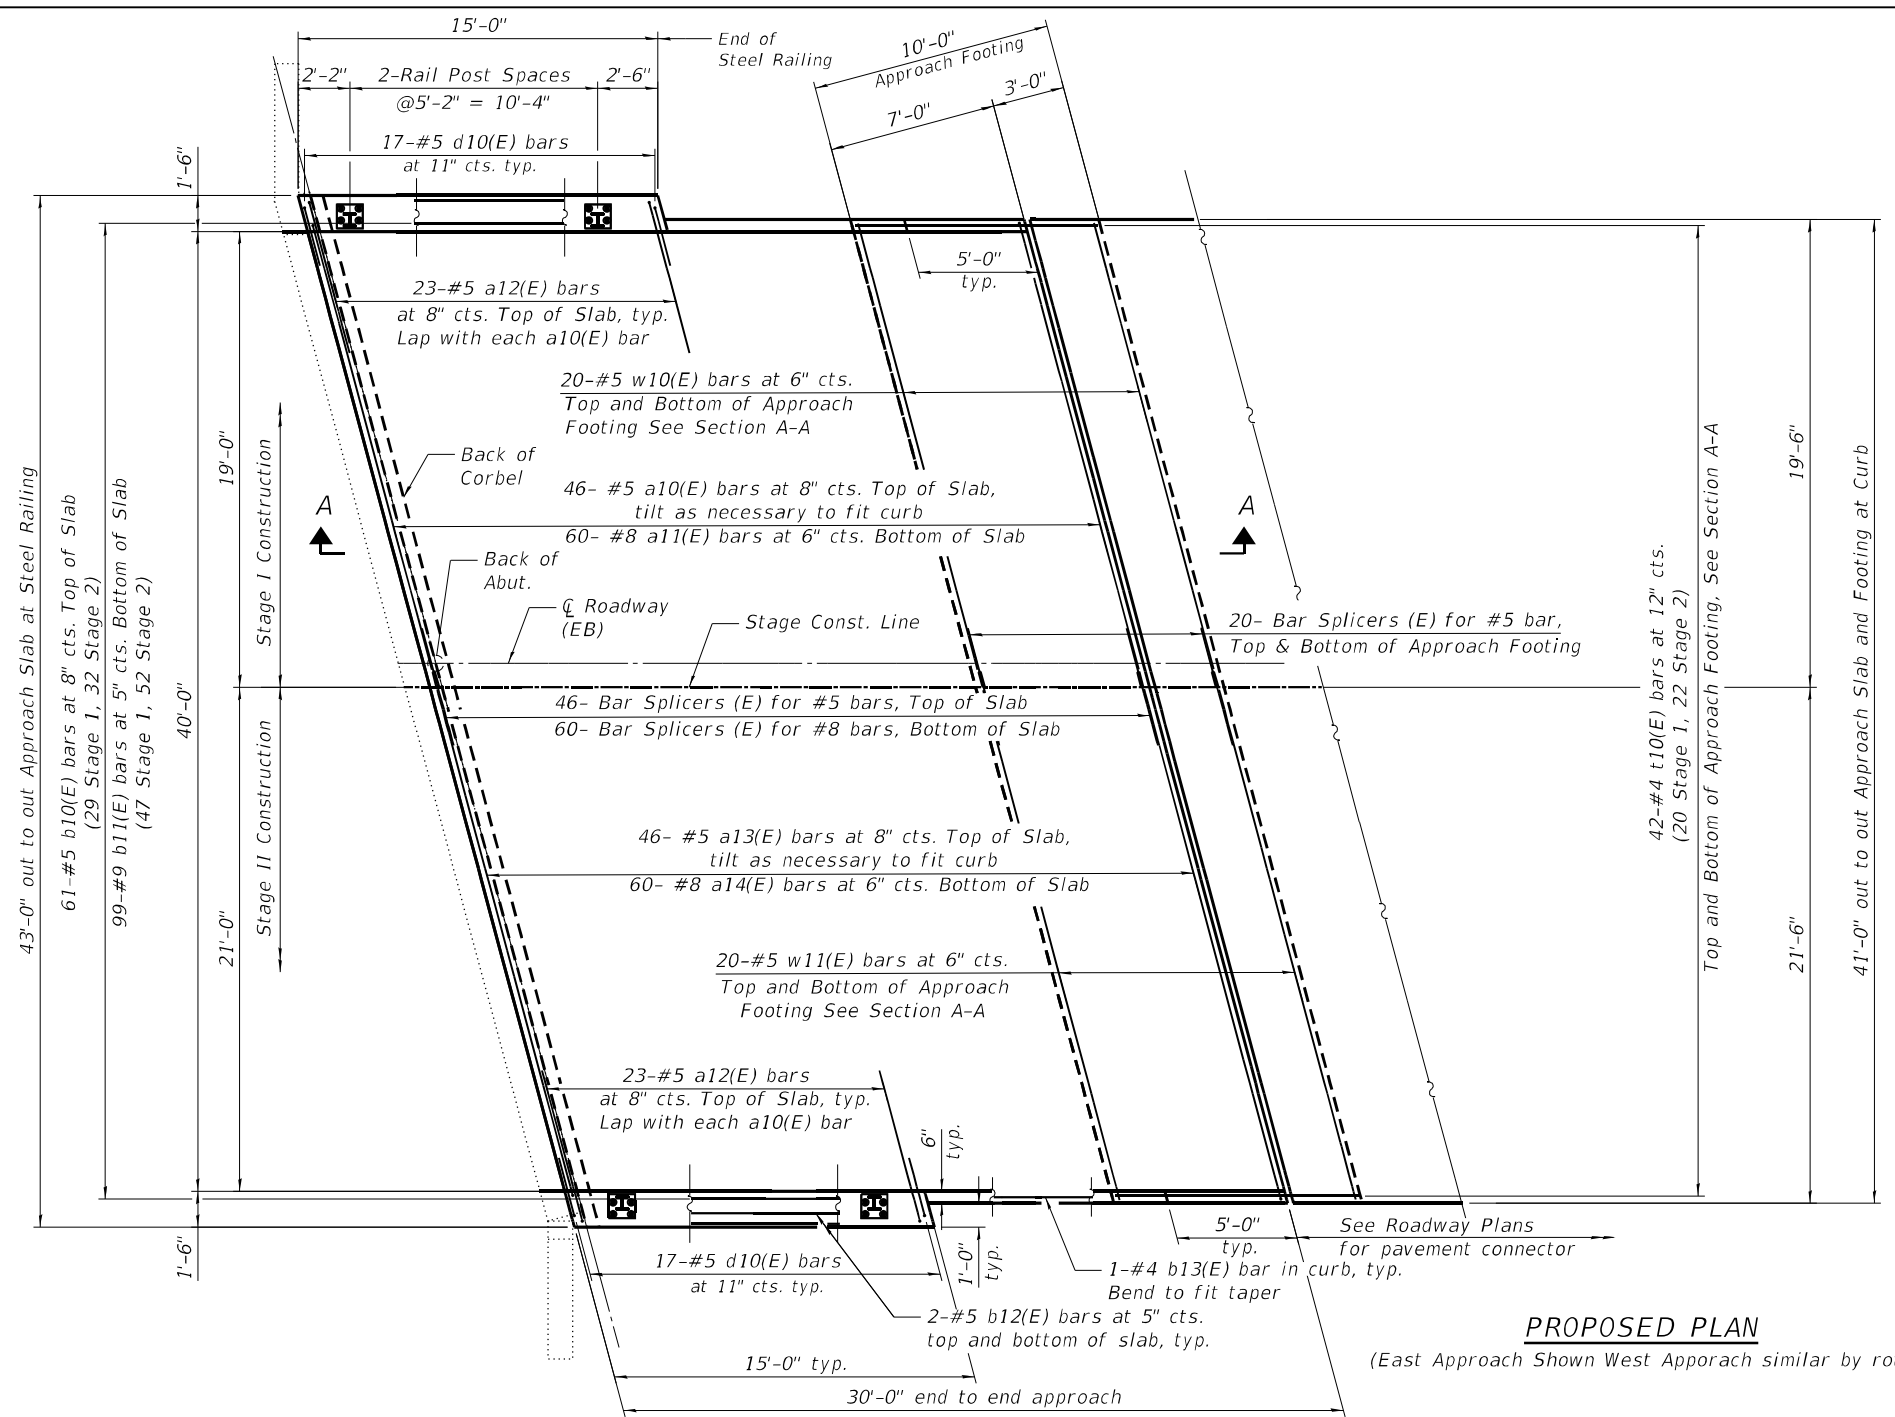 15'-0"
End of
Steel Railing
10'-0"
Approach Footing
2'-2"
2-Rail Post Spaces
@5'-2" = 10'-4"
2'-6"
3'-0"
7'-0"
17-#5 d10(E) bars
at 11" cts. typ.
1'-6"
5'-0"
typ.
23-#5 a12(E) bars
at 8" cts. Top of Slab, typ.
Lap with each a10(E) bar
20-#5 w10(E) bars at 6" cts.
Top and Bottom of Approach
Footing See Section A-A
Back of
Corbel
46- #5 a10(E) bars at 8" cts. Top of Slab,
tilt as necessary to fit curb
60- #8 a11(E) bars at 6" cts. Bottom of Slab
A
A
Back of
Abut.
℄ Roadway
(EB)
Stage Const. Line
20- Bar Splicers (E) for #5 bar,
Top & Bottom of Approach Footing
46- Bar Splicers (E) for #5 bars, Top of Slab
60- Bar Splicers (E) for #8 bars, Bottom of Slab
43'-0" out to out Approach Slab at Steel Railing
61-#5 b10(E) bars at 8" cts. Top of Slab
(29 Stage 1, 32 Stage 2)
99-#9 b11(E) bars at 5" cts. Bottom of Slab
(47 Stage 1, 52 Stage 2)
40'-0"
19'-0"
21'-0"
Stage I Construction
Stage II Construction
42-#4 t10(E) bars at 12" cts.
(20 Stage 1, 22 Stage 2)
Top and Bottom of Approach Footing, See Section A-A
19'-6"
21'-6"
41'-0" out to out Approach Slab and Footing at Curb
46- #5 a13(E) bars at 8" cts. Top of Slab,
tilt as necessary to fit curb
60- #8 a14(E) bars at 6" cts. Bottom of Slab
20-#5 w11(E) bars at 6" cts.
Top and Bottom of Approach
Footing See Section A-A
23-#5 a12(E) bars
at 8" cts. Top of Slab, typ.
Lap with each a10(E) bar
6"
typ.
1'-6"
17-#5 d10(E) bars
at 11" cts. typ.
1'-0"
typ.
5'-0"
typ.
See Roadway Plans
for pavement connector
1-#4 b13(E) bar in curb, typ.
Bend to fit taper
2-#5 b12(E) bars at 5" cts.
top and bottom of slab, typ.
15'-0" typ.
30'-0" end to end approach
PROPOSED PLAN
(East Approach Shown West Apporach similar by